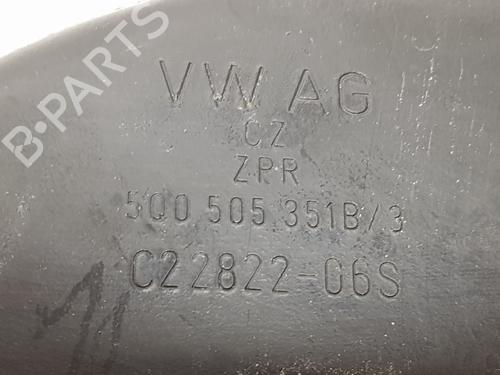 B-PARTS
VW AG
CZ
ZPR
5Q0 505 351B/3
C22822-06S